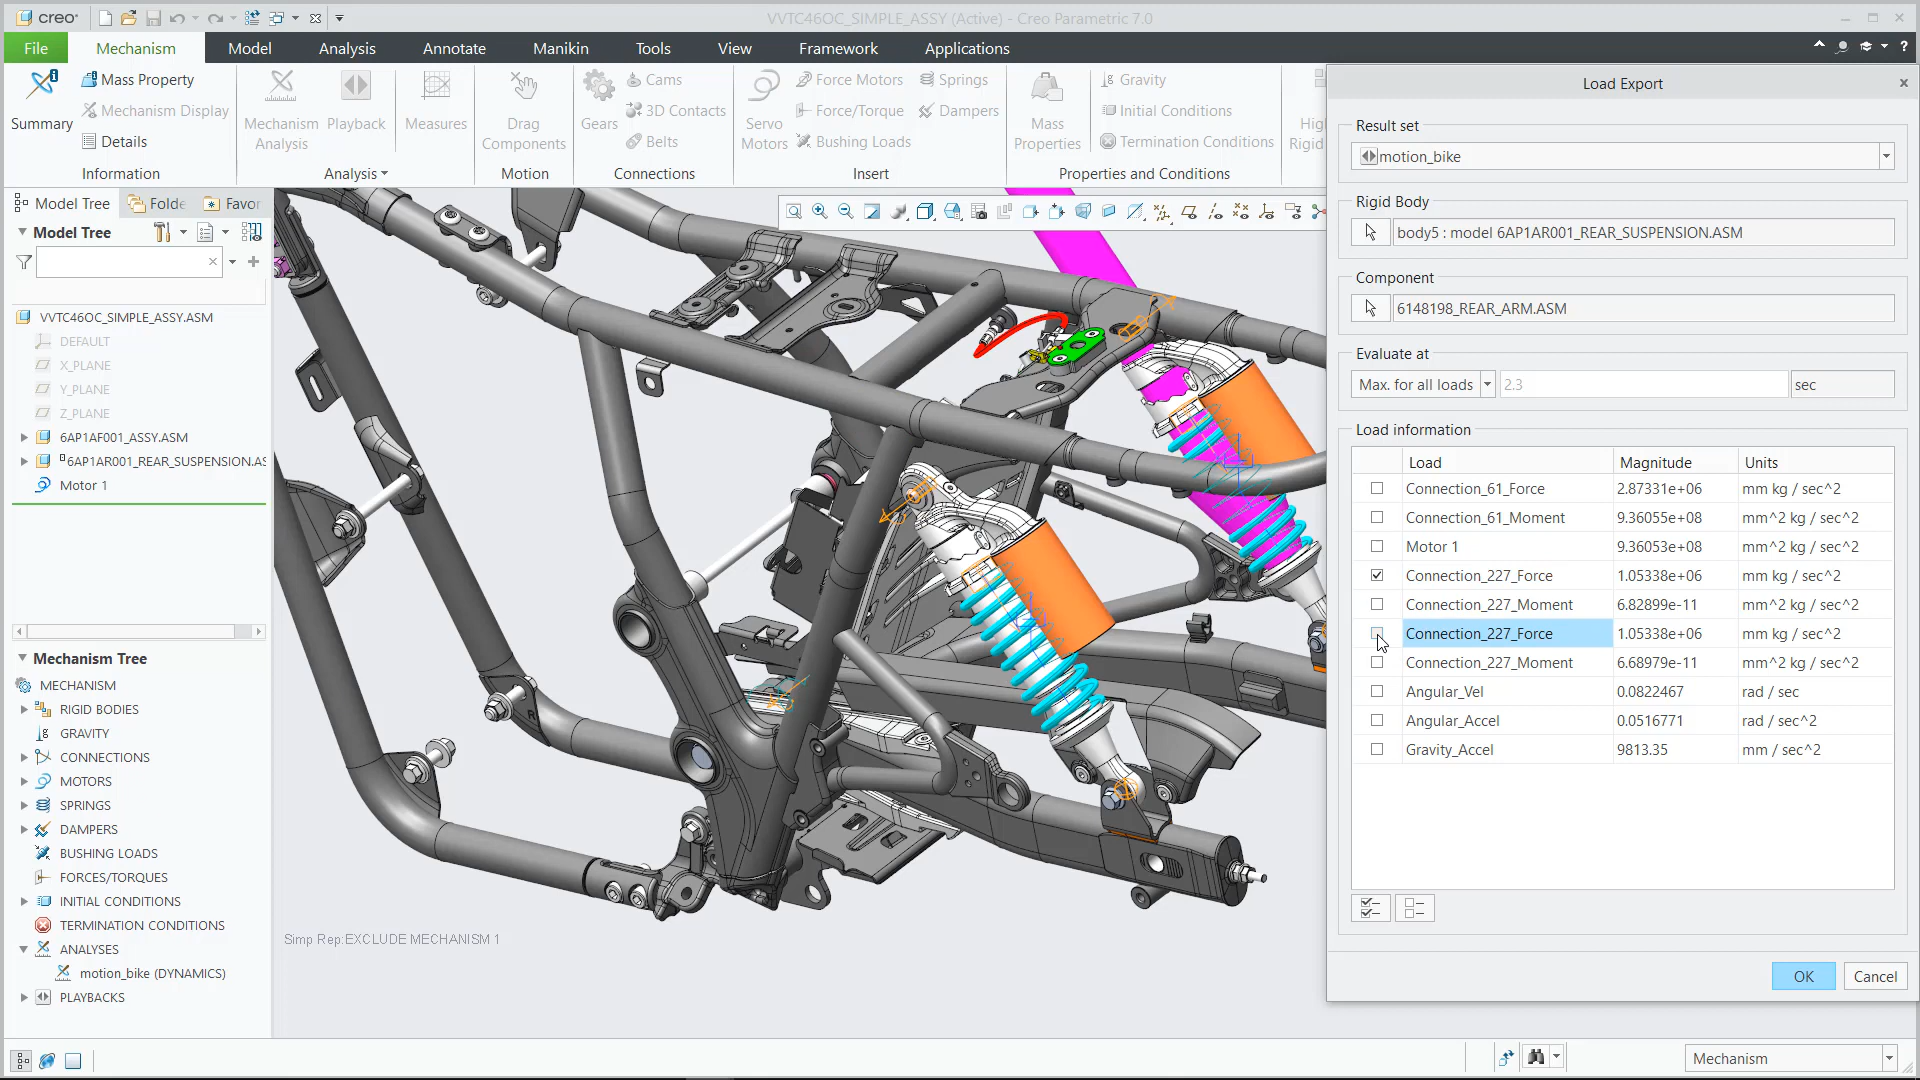 creo
VVTC46OC_SIMPLE_ASSY (Active) - Creo Parametric 7.0
File
Mechanism
Model
Analysis
Annotate
Manikin
Tools
View
Framework
Applications
Summary
Mass Property
Mechanism Display
Details
Information
Mechanism
Analysis
Playback
Measures
Analysis
Drag
Components
Motion
Gears
Cams
3D Contacts
Belts
Connections
Servo
Motors
Force Motors
Force/Torque
Bushing Loads
Springs
Dampers
Insert
Mass
Properties
Gravity
Initial Conditions
Termination Conditions
Properties and Conditions
Rigid
Model Tree
Folde
Favor
Model Tree
VVTC46OC_SIMPLE_ASSY.ASM
DEFAULT
X_PLANE
Y_PLANE
Z_PLANE
6AP1AF001_ASSY.ASM
6AP1AR001_REAR_SUSPENSION.AS
Motor 1
Mechanism Tree
MECHANISM
RIGID BODIES
GRAVITY
CONNECTIONS
MOTORS
SPRINGS
DAMPERS
BUSHING LOADS
FORCES/TORQUES
INITIAL CONDITIONS
TERMINATION CONDITIONS
ANALYSES
motion_bike (DYNAMICS)
PLAYBACKS
Simp Rep:EXCLUDE MECHANISM 1
Load Export
Result set
motion_bike
Rigid Body
body5 : model 6AP1AR001_REAR_SUSPENSION.ASM
Component
6148198_REAR_ARM.ASM
Evaluate at
Max. for all loads 2.3 sec
Load information
Load Magnitude Units
Connection_61_Force 2.87331e+06 mm kg / sec^2
Connection_61_Moment 9.36055e+08 mm^2 kg / sec^2
Motor 1 9.36053e+08 mm^2 kg / sec^2
Connection_227_Force 1.05338e+06 mm kg / sec^2
Connection_227_Moment 6.82899e-11 mm^2 kg / sec^2
Connection_227_Force 1.05338e+06 mm kg / sec^2
Connection_227_Moment 6.68979e-11 mm^2 kg / sec^2
Angular_Vel 0.0822467 rad / sec
Angular_Accel 0.0516771 rad / sec^2
Gravity_Accel 9813.35 mm / sec^2
OK
Cancel
Mechanism